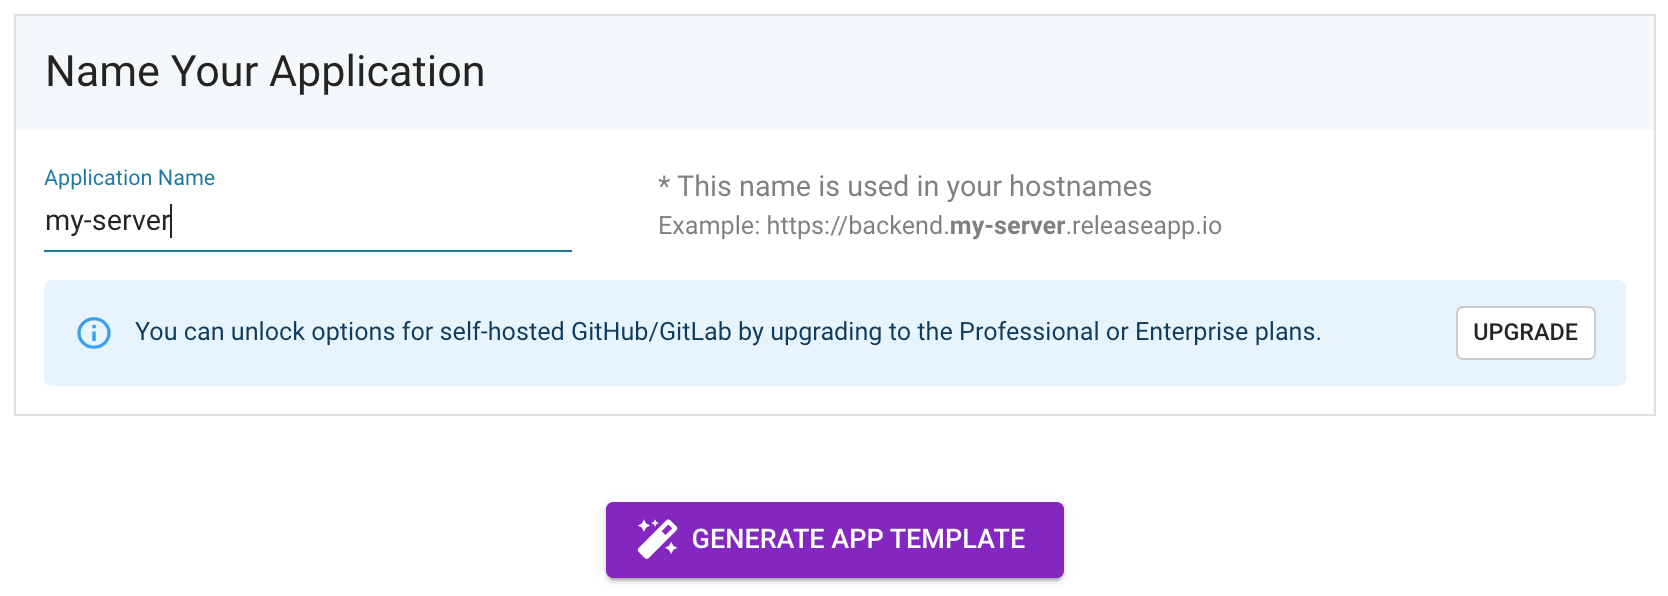 Name Your Application
Application Name
my-server
* This name is used in your hostnames
Example: https://backend.my-server.releaseapp.io
You can unlock options for self-hosted GitHub/GitLab by upgrading to the Professional or Enterprise plans.
UPGRADE
GENERATE APP TEMPLATE